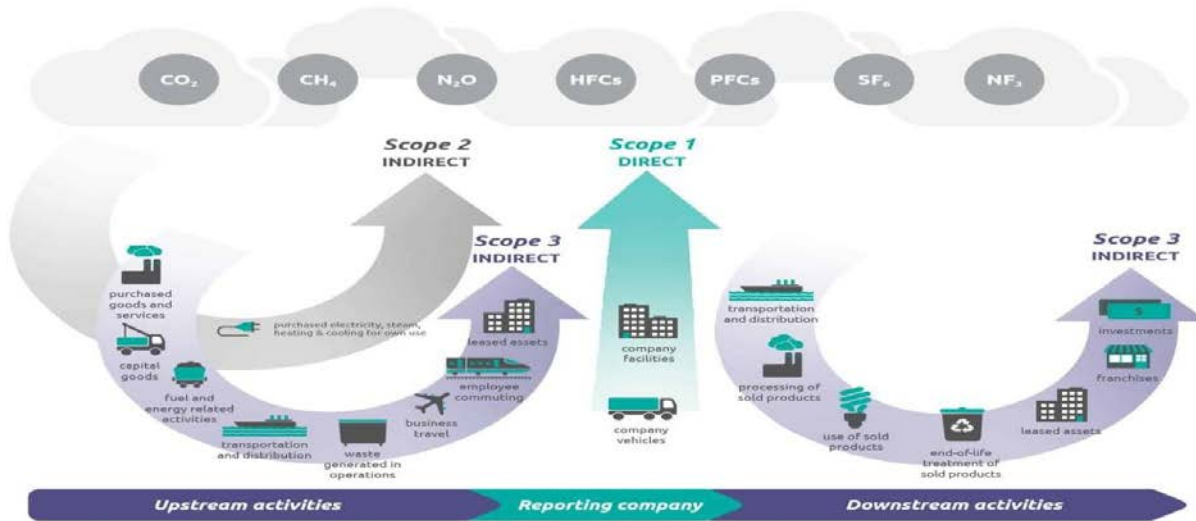 CO₂ CH₄ N₂O HFCs PFCs SF₆ NF₃
Scope 2
INDIRECT
Scope 1
DIRECT
Scope 3
INDIRECT
Scope 3
INDIRECT
purchased
goods and
services
capital
goods
fuel and
energy related
activities
purchased electricity, steam,
heating & cooling for own use
transportation
and distribution
waste
generated in
operations
business
travel
employee
commuting
leased assets
company
facilities
company
vehicles
transportation
and distribution
processing of
sold products
use of sold
products
end-of-life
treatment of
sold products
leased assets
franchises
$
investments
Upstream activities
Reporting company
Downstream activities